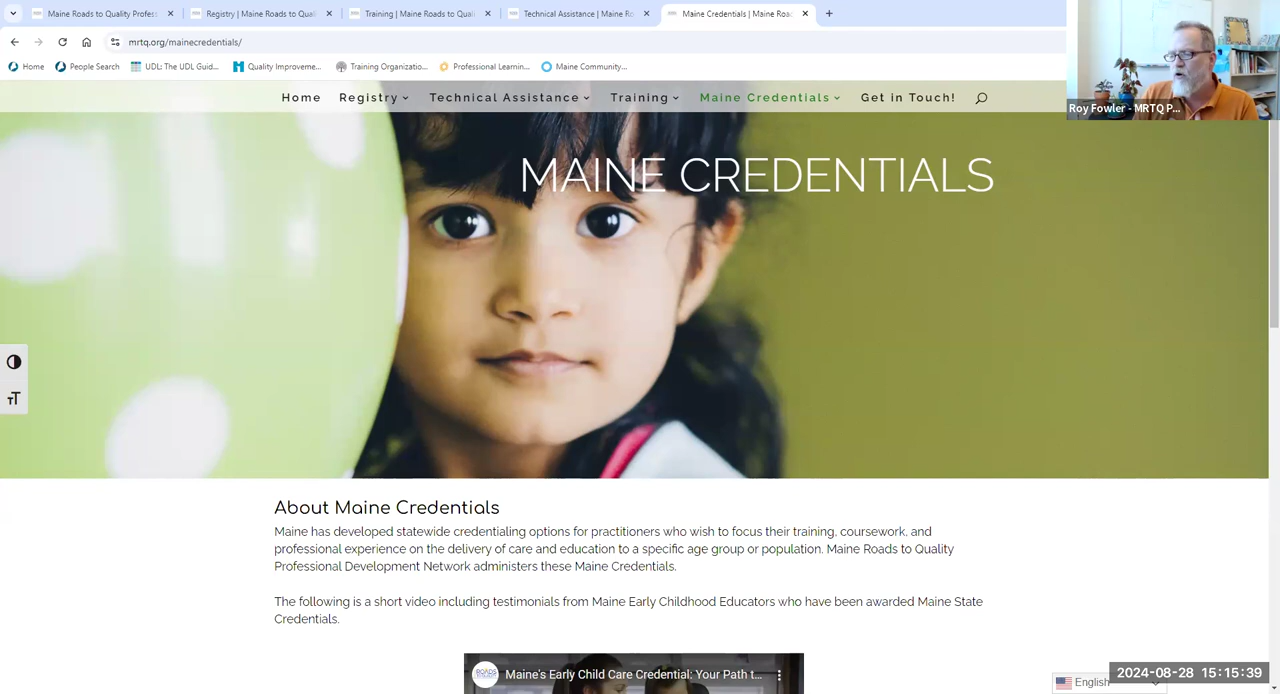 Maine Roads to Quality Profess
Registry | Maine Roads to Quali
Training | Maine Roads to Quali
Technical Assistance | Maine Ro
Maine Credentials | Maine Roa
mrtq.org/mainecredentials/
Home
People Search
UDL: The UDL Guid...
Quality Improveme...
Training Organizatio...
Professional Learnin...
Maine Community...
Home
Registry
Technical Assistance
Training
Maine Credentials
Get in Touch!
Roy Fowler - MRTQ P...
MAINE CREDENTIALS
About Maine Credentials
Maine has developed statewide credentialing options for practitioners who wish to focus their training, coursework, and
professional experience on the delivery of care and education to a specific age group or population. Maine Roads to Quality
Professional Development Network administers these Maine Credentials.
The following is a short video including testimonials from Maine Early Childhood Educators who have been awarded Maine State
Credentials.
Maine's Early Child Care Credential: Your Path t...
English
2024-08-28 15:15:39